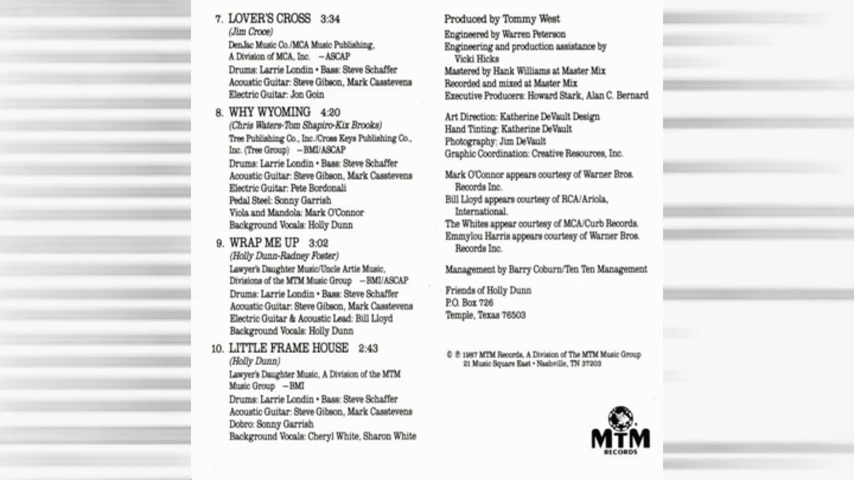 7. LOVER'S CROSS 3:34
(Jim Croce)
DenJac Music Co./MCA Music Publishing,
A Division of MCA, Inc. —ASCAP
Drums: Larrie Londin • Bass: Steve Schaffer
Acoustic Guitar: Steve Gibson, Mark Casstevens
Electric Guitar: Jon Goin
8. WHY WYOMING 4:20
(Chris Waters-Tom Shapiro-Kix Brooks)
Tree Publishing Co., Inc./Cross Keys Publishing Co.,
Inc. (Tree Group) —BMI/ASCAP
Drums: Larrie Londin • Bass: Steve Schaffer
Acoustic Guitar: Steve Gibson, Mark Casstevens
Electric Guitar: Pete Bordonali
Pedal Steel: Sonny Garrish
Viola and Mandola: Mark O'Connor
Background Vocals: Holly Dunn
9. WRAP ME UP 3:02
(Holly Dunn-Radney Foster)
Lawyer's Daughter Music/Uncle Artie Music,
Divisions of the MTM Music Group —BMI/ASCAP
Drums: Larrie Londin • Bass: Steve Schaffer
Acoustic Guitar: Steve Gibson, Mark Casstevens
Electric Guitar & Acoustic Lead: Bill Lloyd
Background Vocals: Holly Dunn
10. LITTLE FRAME HOUSE 2:43
(Holly Dunn)
Lawyer's Daughter Music, A Division of the MTM
Music Group —BMI
Drums: Larrie Londin • Bass: Steve Schaffer
Acoustic Guitar: Steve Gibson, Mark Casstevens
Dobro: Sonny Garrish
Background Vocals: Cheryl White, Sharon White
Produced by Tommy West
Engineered by Warren Peterson
Engineering and production assistance by
Vicki Hicks
Mastered by Hank Williams at Master Mix
Recorded and mixed at Master Mix
Executive Producers: Howard Stark, Alan C. Bernard
Art Direction: Katherine DeVault Design
Hand Tinting: Katherine DeVault
Photography: Jim DeVault
Graphic Coordination: Creative Resources, Inc.
Mark O'Connor appears courtesy of Warner Bros.
Records Inc.
Bill Lloyd appears courtesy of RCA/Ariola,
International.
The Whites appear courtesy of MCA/Curb Records.
Emmylou Harris appears courtesy of Warner Bros.
Records Inc.
Management by Barry Coburn/Ten Ten Management
Friends of Holly Dunn
P.O. Box 726
Temple, Texas 76503
© ℗ 1987 MTM Records, A Division of The MTM Music Group
21 Music Square East • Nashville, TN 37203
MTM
RECORDS